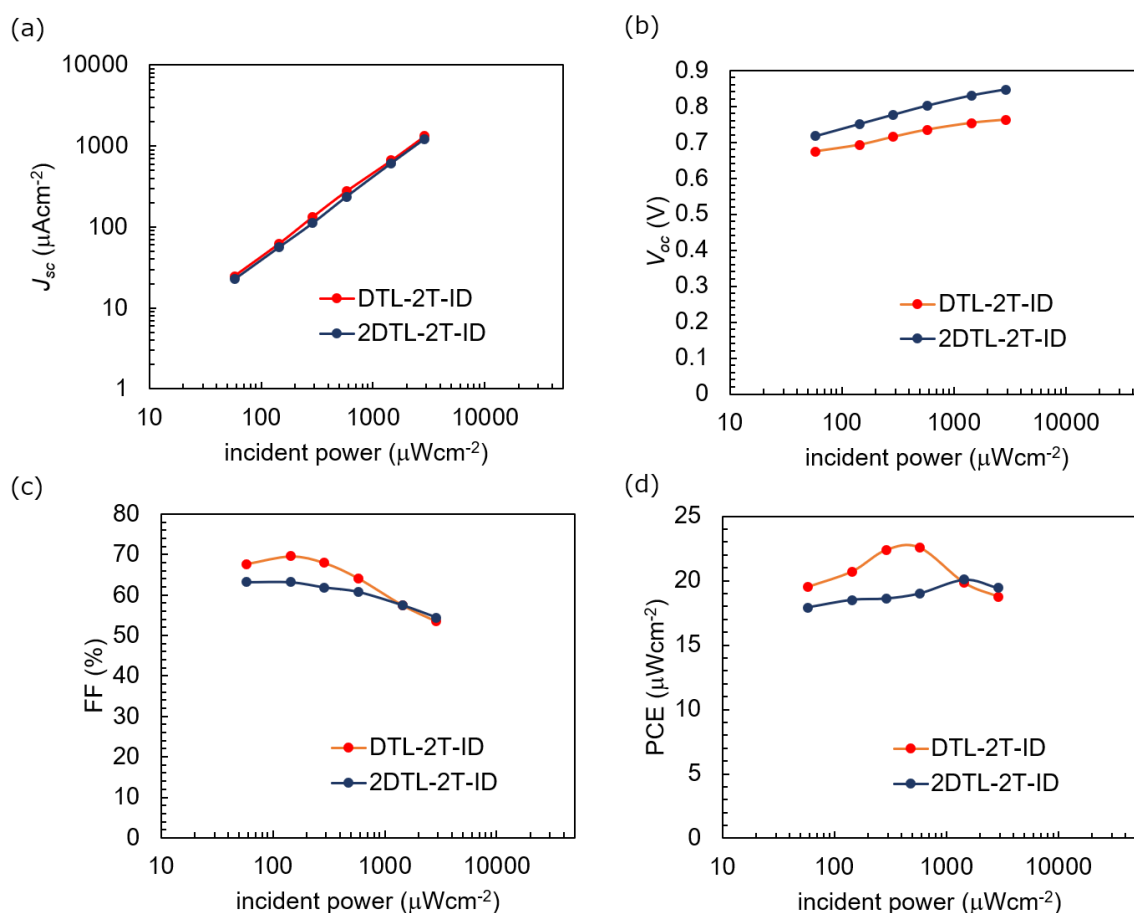 (a)
10000
1000
100
10
1
J_sc (μAcm⁻²)
DTL-2T-ID
2DTL-2T-ID
10 100 1000 10000
incident power (μWcm⁻²)
(b)
0.9
0.8
0.7
0.6
0.5
0.4
0.3
0.2
0.1
0
V_oc (V)
DTL-2T-ID
2DTL-2T-ID
10 100 1000 10000
incident power (μWcm⁻²)
(c)
80
70
60
50
40
30
20
10
0
FF (%)
DTL-2T-ID
2DTL-2T-ID
10 100 1000 10000
incident power (μWcm⁻²)
(d)
25
20
15
10
5
0
PCE (μWcm⁻²)
DTL-2T-ID
2DTL-2T-ID
10 100 1000 10000
incident power (μWcm⁻²)